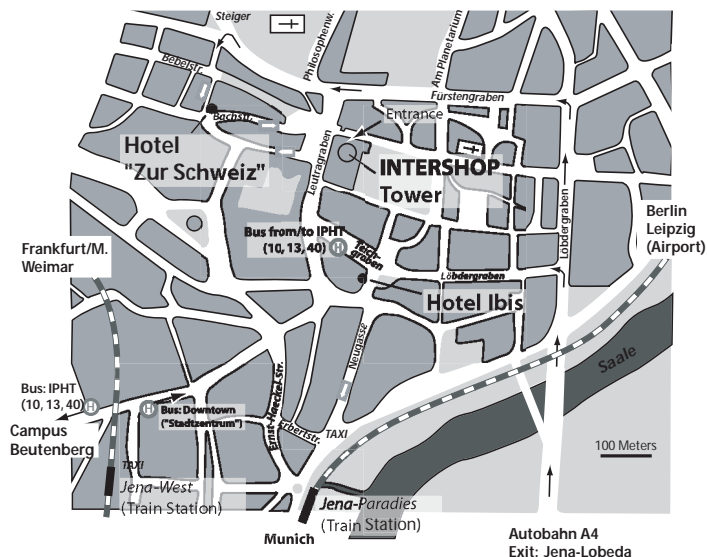 Steiger
Philosophenw.
Am Planetarium
Bebelstr.
Fürstengraben
Bachstr.
Entrance
Hotel
"Zur Schweiz"
Leutragraben
INTERSHOP
Tower
Löbdergraben
Berlin
Leipzig
(Airport)
Bus from/to IPHT
(10, 13, 40)
H
Teich-
graben
Frankfurt/M.
Weimar
Löbdergraben
Hotel Ibis
Neugasse
Saale
Ernst-Haeckel-Str.
Bus: IPHT
(10, 13, 40)
H
H
Bus: Downtown
("Stadtzentrum")
Erbertstr.
TAXI
Campus
Beutenberg
100 Meters
TAXI
Jena-West
(Train Station)
Jena-Paradies
(Train Station)
Munich
Autobahn A4
Exit: Jena-Lobeda